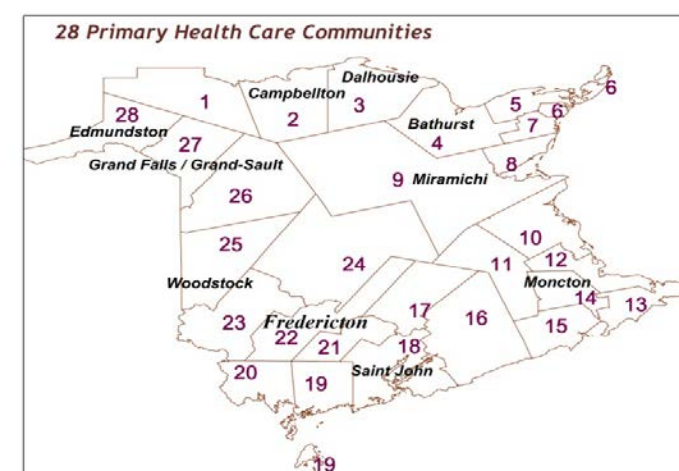 28 Primary Health Care Communities
Dalhousie
6
1
Campbellton
3
5
6
28
2
Bathurst
7
Edmundston
27
4
Grand Falls / Grand-Sault
8
9 Miramichi
26
10
25
24
11
12
Woodstock
Moncton
14
13
17
23
Fredericton
16
15
22
21
18
20
19
Saint John
19